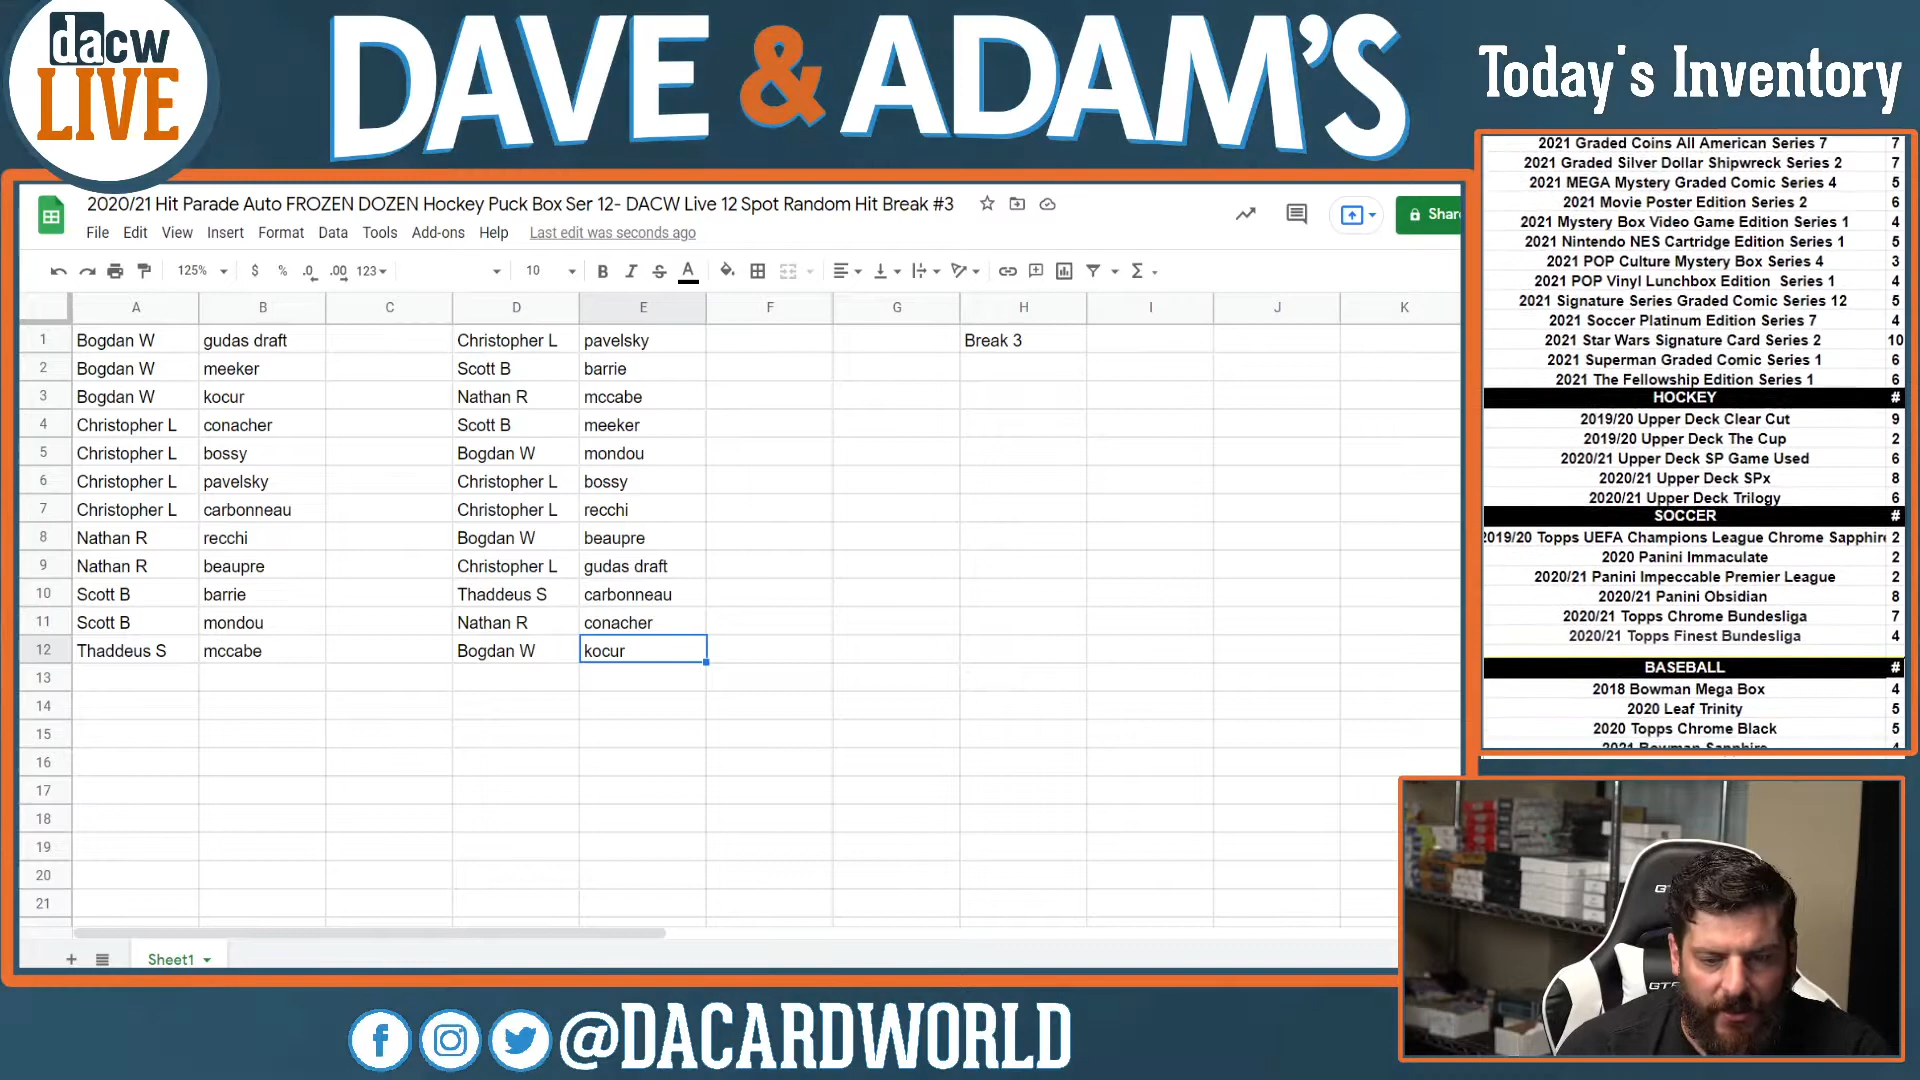 dacw
LIVE
DAVE & ADAM'S
Today's Inventory
2020/21 Hit Parade Auto FROZEN DOZEN Hockey Puck Box Ser 12- DACW Live 12 Spot Random Hit Break #3
Shar
File Edit View Insert Format Data Tools Add-ons Help Last edit was seconds ago
125% $ % .0 .00 123 10 B I S A Σ
A B C D E F G H I J K
1 Bogdan W gudas draft Christopher L pavelsky Break 3
2 Bogdan W meeker Scott B barrie
3 Bogdan W kocur Nathan R mccabe
4 Christopher L conacher Scott B meeker
5 Christopher L bossy Bogdan W mondou
6 Christopher L pavelsky Christopher L bossy
7 Christopher L carbonneau Christopher L recchi
8 Nathan R recchi Bogdan W beaupre
9 Nathan R beaupre Christopher L gudas draft
10 Scott B barrie Thaddeus S carbonneau
11 Scott B mondou Nathan R conacher
12 Thaddeus S mccabe Bogdan W kocur
13
14
15
16
17
18
19
20
21
+ Sheet1
2021 Graded Coins All American Series 7 7
2021 Graded Silver Dollar Shipwreck Series 2 7
2021 MEGA Mystery Graded Comic Series 4 5
2021 Movie Poster Edition Series 2 6
2021 Mystery Box Video Game Edition Series 1 4
2021 Nintendo NES Cartridge Edition Series 1 5
2021 POP Culture Mystery Box Series 4 3
2021 POP Vinyl Lunchbox Edition Series 1 4
2021 Signature Series Graded Comic Series 12 5
2021 Soccer Platinum Edition Series 7 4
2021 Star Wars Signature Card Series 2 10
2021 Superman Graded Comic Series 1 6
2021 The Fellowship Edition Series 1 6
HOCKEY #
2019/20 Upper Deck Clear Cut 9
2019/20 Upper Deck The Cup 2
2020/21 Upper Deck SP Game Used 6
2020/21 Upper Deck SPx 8
2020/21 Upper Deck Trilogy 6
SOCCER #
2019/20 Topps UEFA Champions League Chrome Sapphire 2
2020 Panini Immaculate 2
2020/21 Panini Impeccable Premier League 2
2020/21 Panini Obsidian 8
2020/21 Topps Chrome Bundesliga 7
2020/21 Topps Finest Bundesliga 4
BASEBALL #
2018 Bowman Mega Box 4
2020 Leaf Trinity 5
2020 Topps Chrome Black 5
2021 Bowman Sapphire 4
@DACARDWORLD